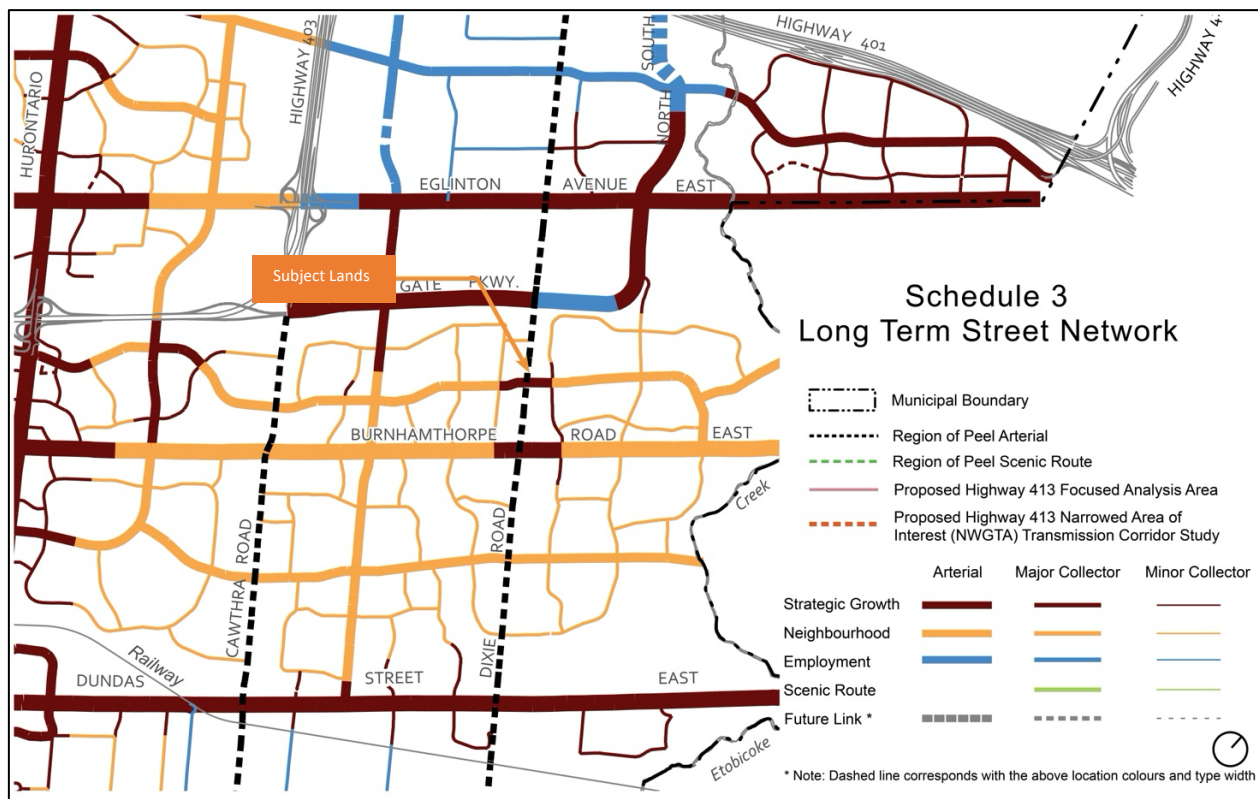 HURONTARIO
HIGHWAY 403
SOUTH
NORTH
HIGHWAY 401
HIGHWAY 4
EGLINTON AVENUE EAST
Subject Lands
GATE PKWY.
BURNHAMTHORPE ROAD EAST
CAWTHRA ROAD
DIXIE ROAD
Creek
Railway
DUNDAS STREET EAST
Etobicoke
Schedule 3
Long Term Street Network
Municipal Boundary
Region of Peel Arterial
Region of Peel Scenic Route
Proposed Highway 413 Focused Analysis Area
Proposed Highway 413 Narrowed Area of
Interest (NWGTA) Transmission Corridor Study
Arterial Major Collector Minor Collector
Strategic Growth
Neighbourhood
Employment
Scenic Route
Future Link *
* Note: Dashed line corresponds with the above location colours and type width